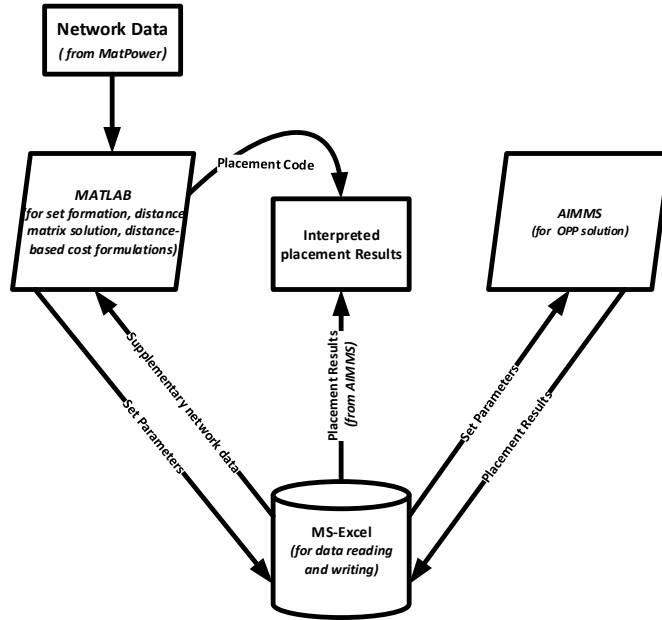 Network Data
( from MatPower)
Placement Code
MATLAB
(for set formation, distance
matrix solution, distance-
based cost formulations)
Interpreted
placement Results
AIMMS
(for OPP solution)
Supplementary network data
Set Parameters
Placement Results
(from AIMMS)
Set Parameters
Placement Results
MS-Excel
(for data reading
and writing)